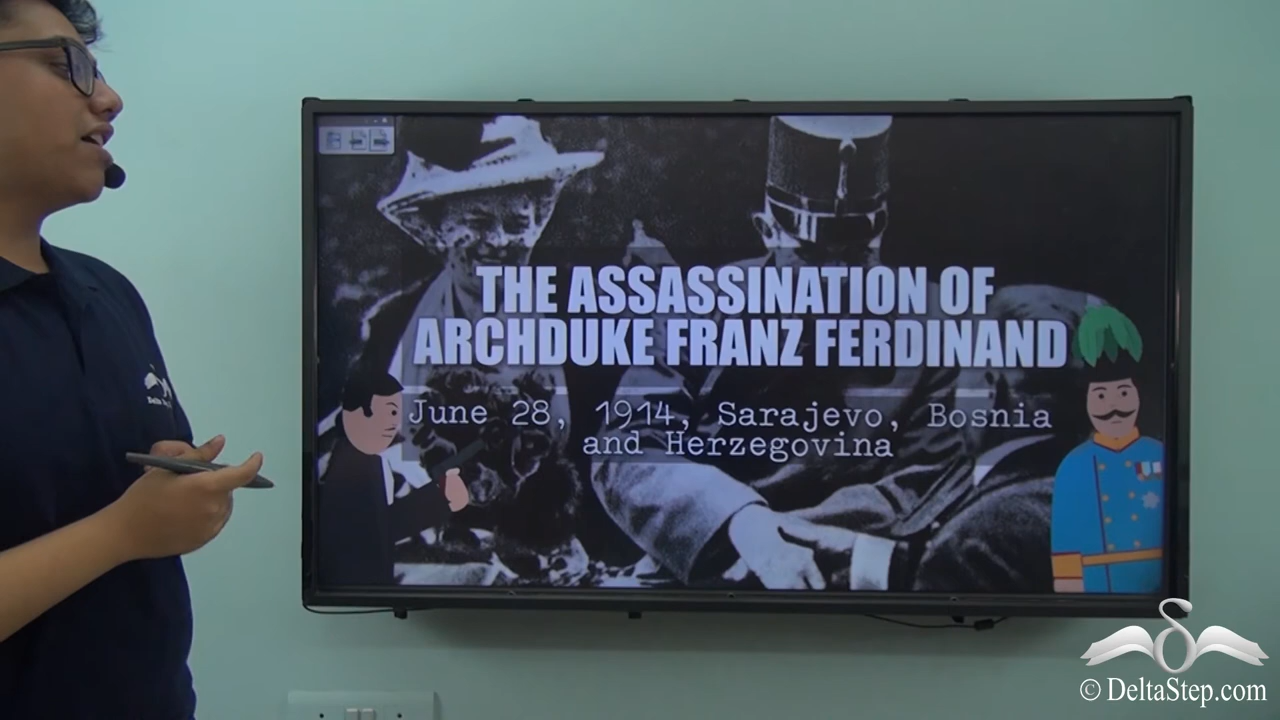 THE ASSASSINATION OF
ARCHDUKE FRANZ FERDINAND
June 28, 1914, Sarajevo, Bosnia
and Herzegovina
© DeltaStep.com